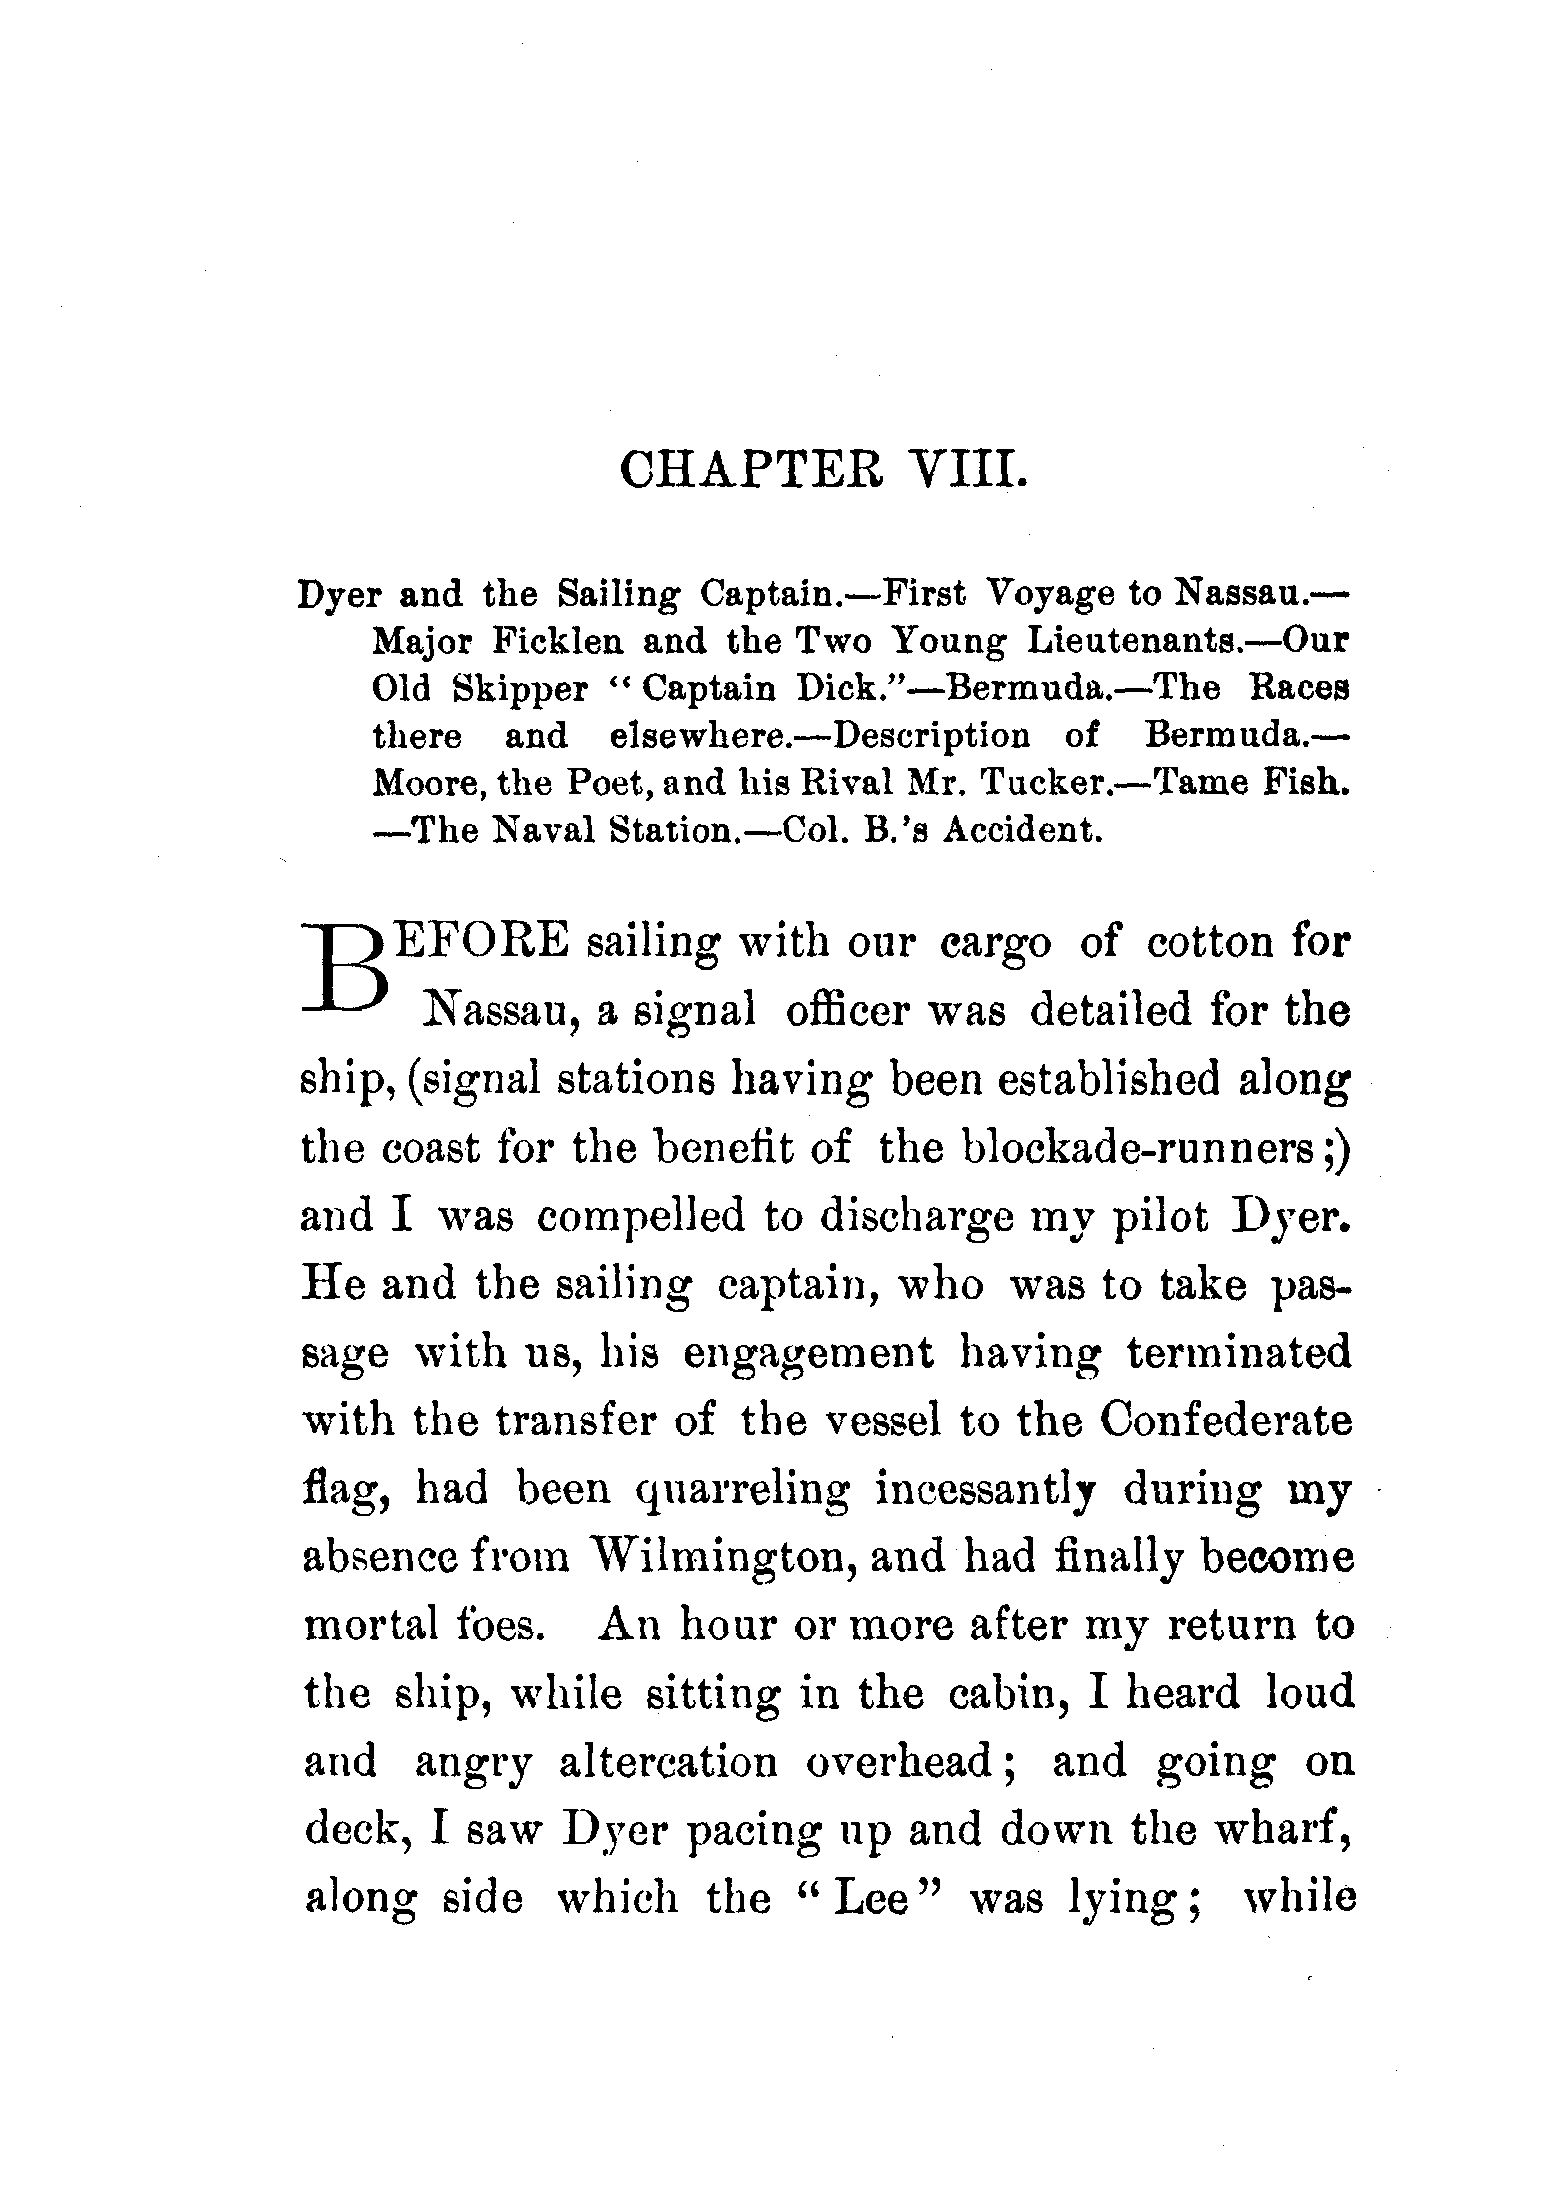 CHAPTER VIII.
Dyer and the Sailing Captain.—First Voyage to Nassau.—
Major Ficklen and the Two Young Lieutenants.—Our
Old Skipper “Captain Dick.”—Bermuda.—The Races
there and elsewhere.—Description of Bermuda.—
Moore, the Poet, and his Rival Mr. Tucker.—Tame Fish.
—The Naval Station.—Col. B.’s Accident.
BEFORE sailing with our cargo of cotton for
Nassau, a signal officer was detailed for the
ship, (signal stations having been established along
the coast for the benefit of the blockade-runners;)
and I was compelled to discharge my pilot Dyer.
He and the sailing captain, who was to take pas-
sage with us, his engagement having terminated
with the transfer of the vessel to the Confederate
flag, had been quarreling incessantly during my
absence from Wilmington, and had finally become
mortal foes. An hour or more after my return to
the ship, while sitting in the cabin, I heard loud
and angry altercation overhead; and going on
deck, I saw Dyer pacing up and down the wharf,
along side which the “Lee” was lying; while